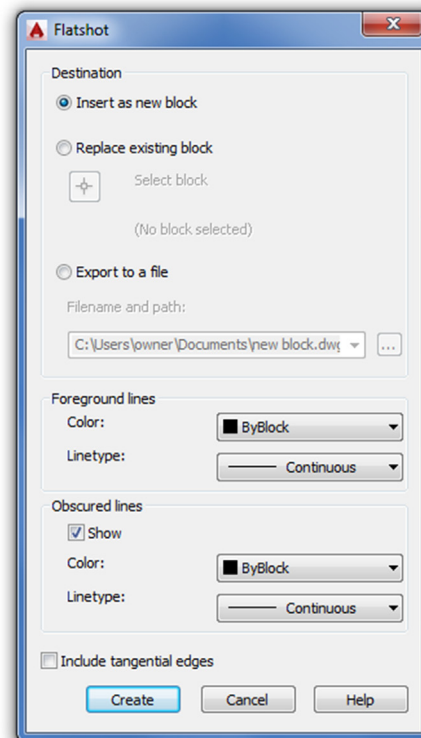 Flatshot
Destination
Insert as new block
Replace existing block
Select block
(No block selected)
Export to a file
Filename and path:
C:\Users\owner\Documents\new block.dwg
...
Foreground lines
Color:
ByBlock
Linetype:
Continuous
Obscured lines
Show
Color:
ByBlock
Linetype:
Continuous
Include tangential edges
Create
Cancel
Help